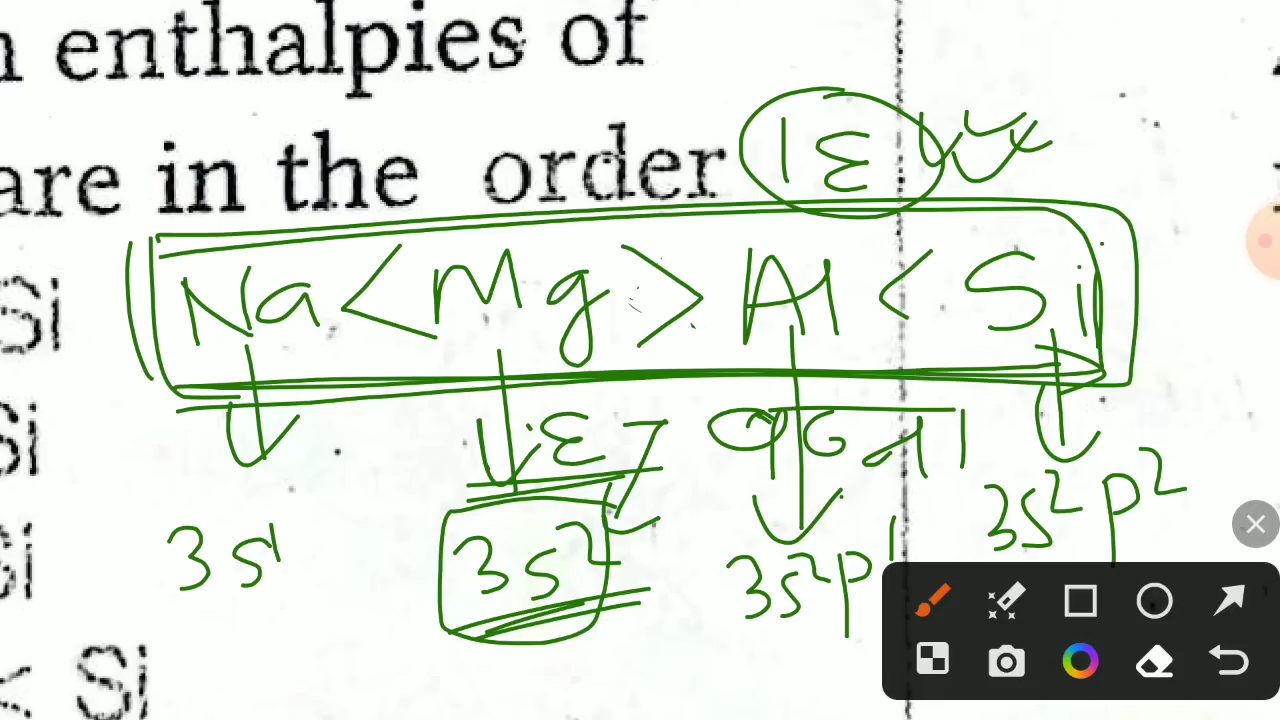 enthalpies of
are in the order IE
Na < Mg > Al < Si
Si
IE
Si
3s¹ 3s² 3s²p¹ 3s²p²
Si
< Si